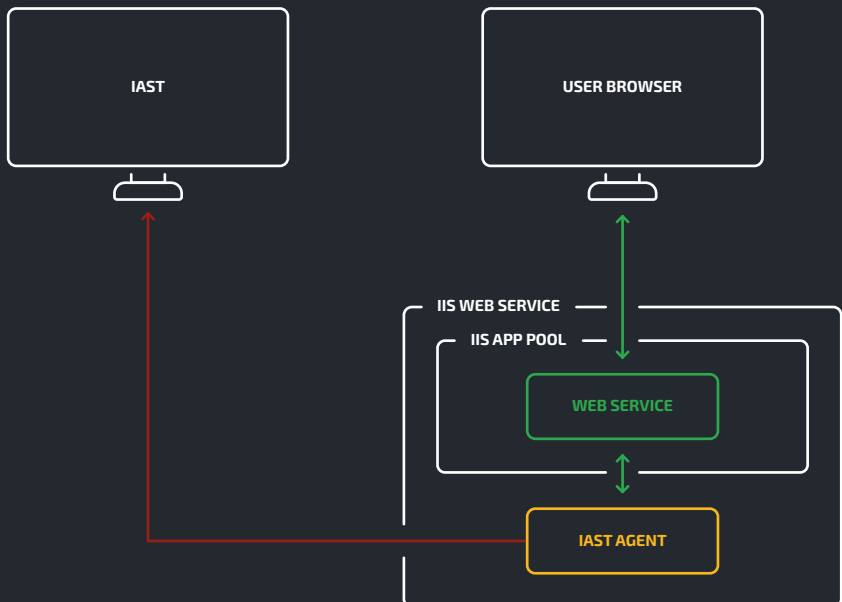 IAST
USER BROWSER
IIS WEB SERVICE
IIS APP POOL
WEB SERVICE
IAST AGENT